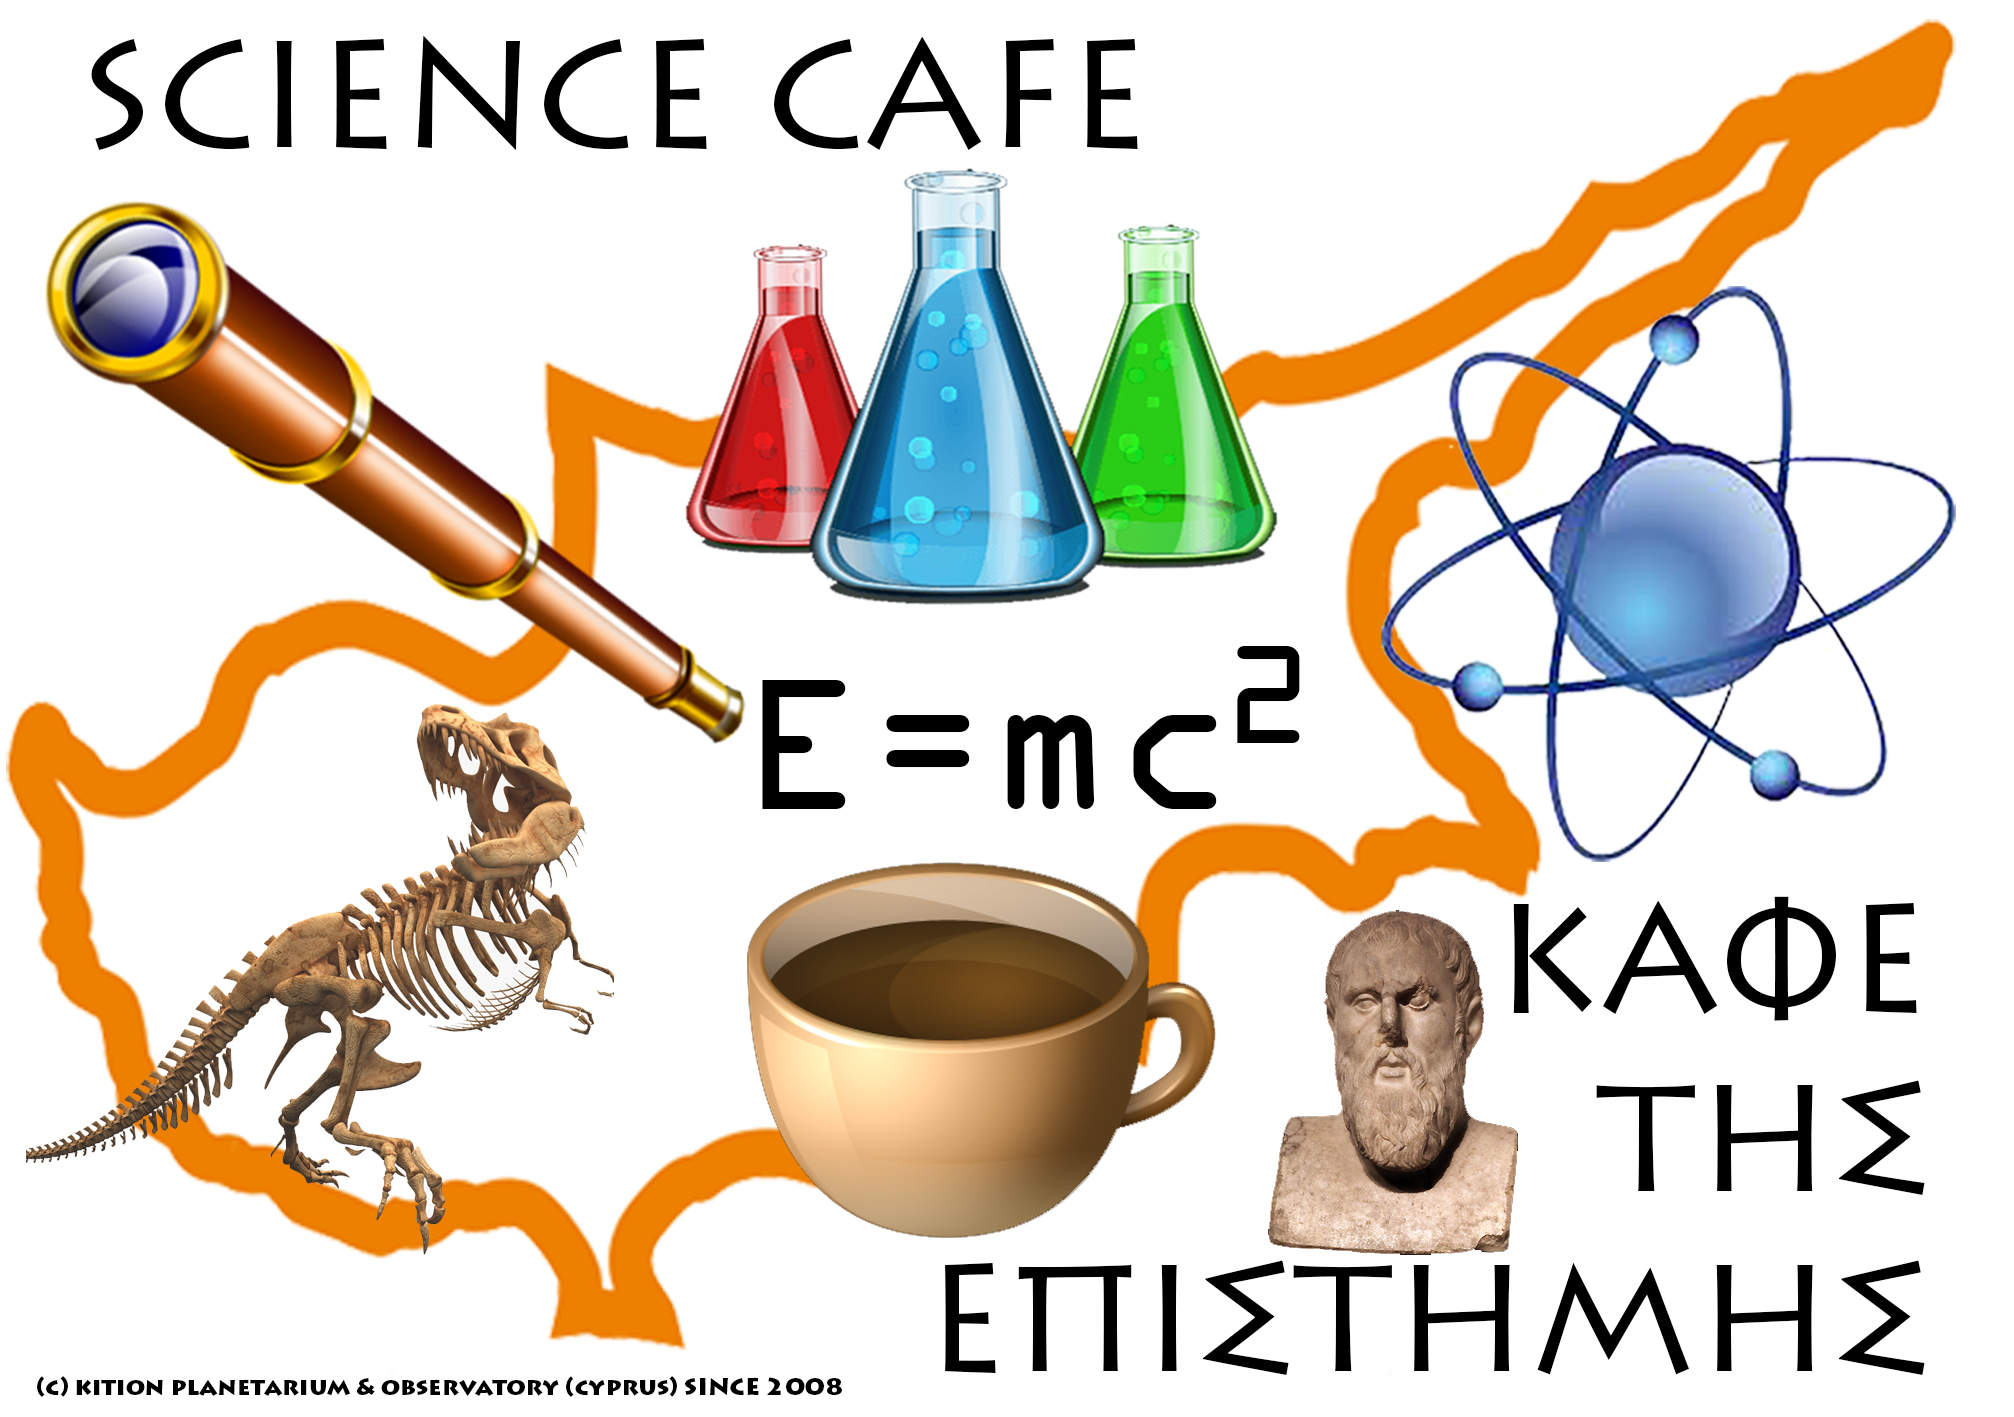 SCIENCE CAFE
E=mc²
ΚΑΦΕ
ΤΗΣ
ΕΠΙΣΤΗΜΗΣ
(C) KITION PLANETARIUM & OBSERVATORY (CYPRUS) SINCE 2008